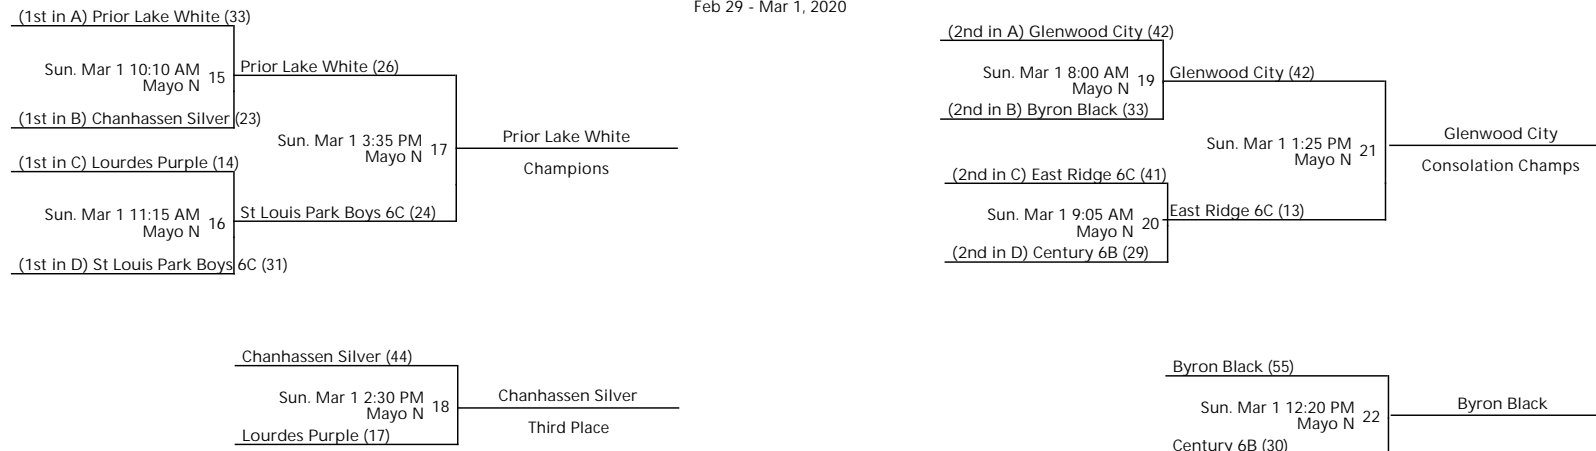 Feb 29 - Mar 1, 2020
(1st in A) Prior Lake White (33)
Sun. Mar 1 10:10 AM
Mayo N
15
Prior Lake White (26)
(1st in B) Chanhassen Silver (23)
Sun. Mar 1 3:35 PM
Mayo N
17
Prior Lake White
Champions
(1st in C) Lourdes Purple (14)
Sun. Mar 1 11:15 AM
Mayo N
16
St Louis Park Boys 6C (24)
(1st in D) St Louis Park Boys 6C (31)
Chanhassen Silver (44)
Sun. Mar 1 2:30 PM
Mayo N
18
Chanhassen Silver
Third Place
Lourdes Purple (17)
(2nd in A) Glenwood City (42)
Sun. Mar 1 8:00 AM
Mayo N
19
Glenwood City (42)
(2nd in B) Byron Black (33)
Sun. Mar 1 1:25 PM
Mayo N
21
Glenwood City
Consolation Champs
(2nd in C) East Ridge 6C (41)
Sun. Mar 1 9:05 AM
Mayo N
20
East Ridge 6C (13)
(2nd in D) Century 6B (29)
Byron Black (55)
Sun. Mar 1 12:20 PM
Mayo N
22
Byron Black
Century 6B (30)